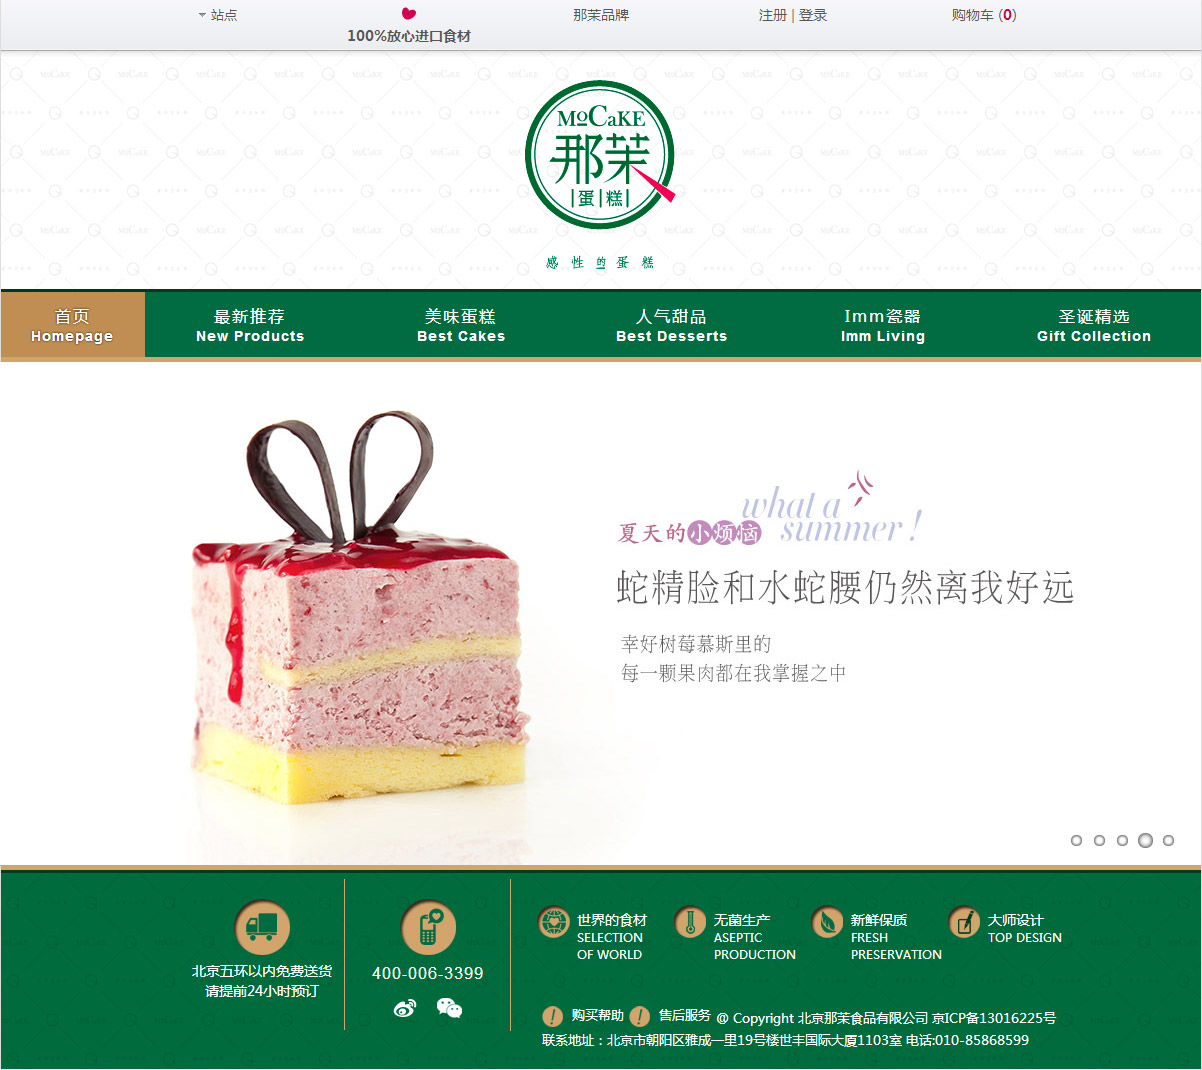 站点
100%放心进口食材
那茉品牌
注册 | 登录
购物车 (0)
MoCaKE
那茉
蛋糕
感性的蛋糕
首页
Homepage
最新推荐
New Products
美味蛋糕
Best Cakes
人气甜品
Best Desserts
Imm瓷器
Imm Living
圣诞精选
Gift Collection
what a
summer!
夏天的小烦恼
蛇精脸和水蛇腰仍然离我好远
幸好树莓慕斯里的
每一颗果肉都在我掌握之中
北京五环以内免费送货
请提前24小时预订
400-006-3399
世界的食材
SELECTION
OF WORLD
无菌生产
ASEPTIC
PRODUCTION
新鲜保质
FRESH
PRESERVATION
大师设计
TOP DESIGN
购买帮助
售后服务
@ Copyright 北京那茉食品有限公司 京ICP备13016225号
联系地址：北京市朝阳区雅成一里19号楼世丰国际大厦1103室 电话:010-85868599